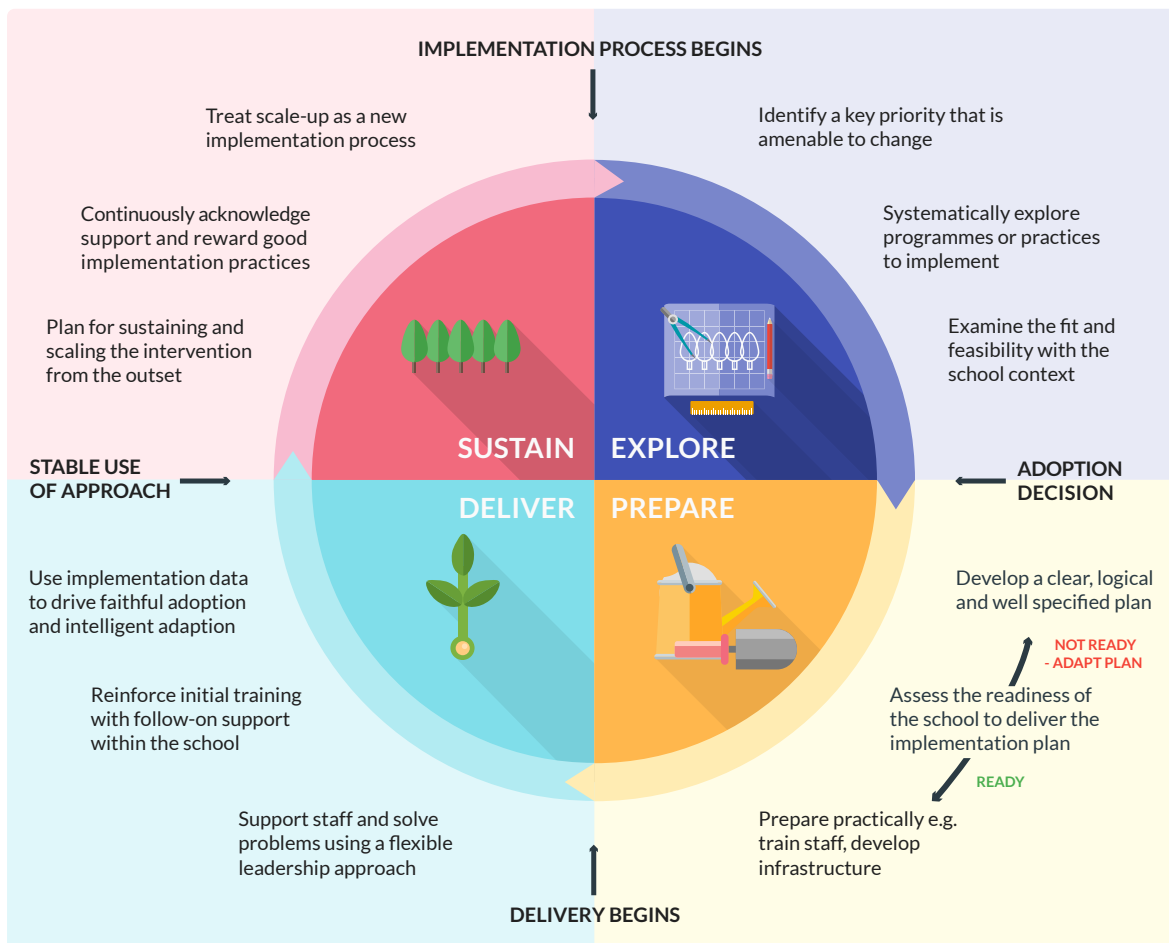 IMPLEMENTATION PROCESS BEGINS
Identify a key priority that is
amenable to change
Systematically explore
programmes or practices
to implement
Examine the fit and
feasibility with the
school context
EXPLORE
ADOPTION
DECISION
PREPARE
Develop a clear, logical
and well specified plan
NOT READY
- ADAPT PLAN
Assess the readiness of
the school to deliver the
implementation plan
READY
Prepare practically e.g.
train staff, develop
infrastructure
DELIVERY BEGINS
DELIVER
Support staff and solve
problems using a flexible
leadership approach
Reinforce initial training
with follow-on support
within the school
Use implementation data
to drive faithful adoption
and intelligent adaption
STABLE USE
OF APPROACH
SUSTAIN
Plan for sustaining and
scaling the intervention
from the outset
Continuously acknowledge
support and reward good
implementation practices
Treat scale-up as a new
implementation process